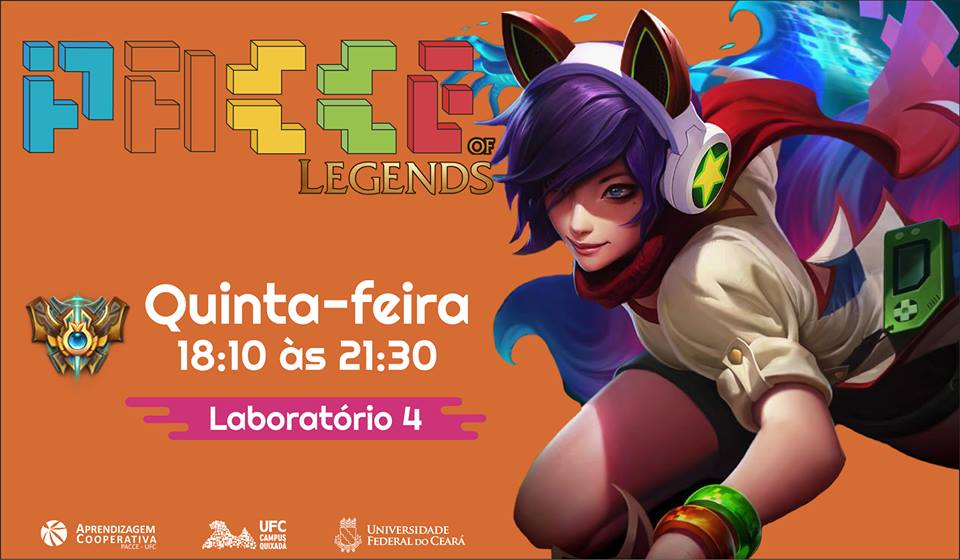 PACCE
OF
LEGENDS
Quinta-feira
18:10 às 21:30
Laboratório 4
APRENDIZAGEM
COOPERATIVA
PACCE - UFC
UFC
CAMPUS
QUIXADÁ
UNIVERSIDADE
FEDERAL DO CEARÁ